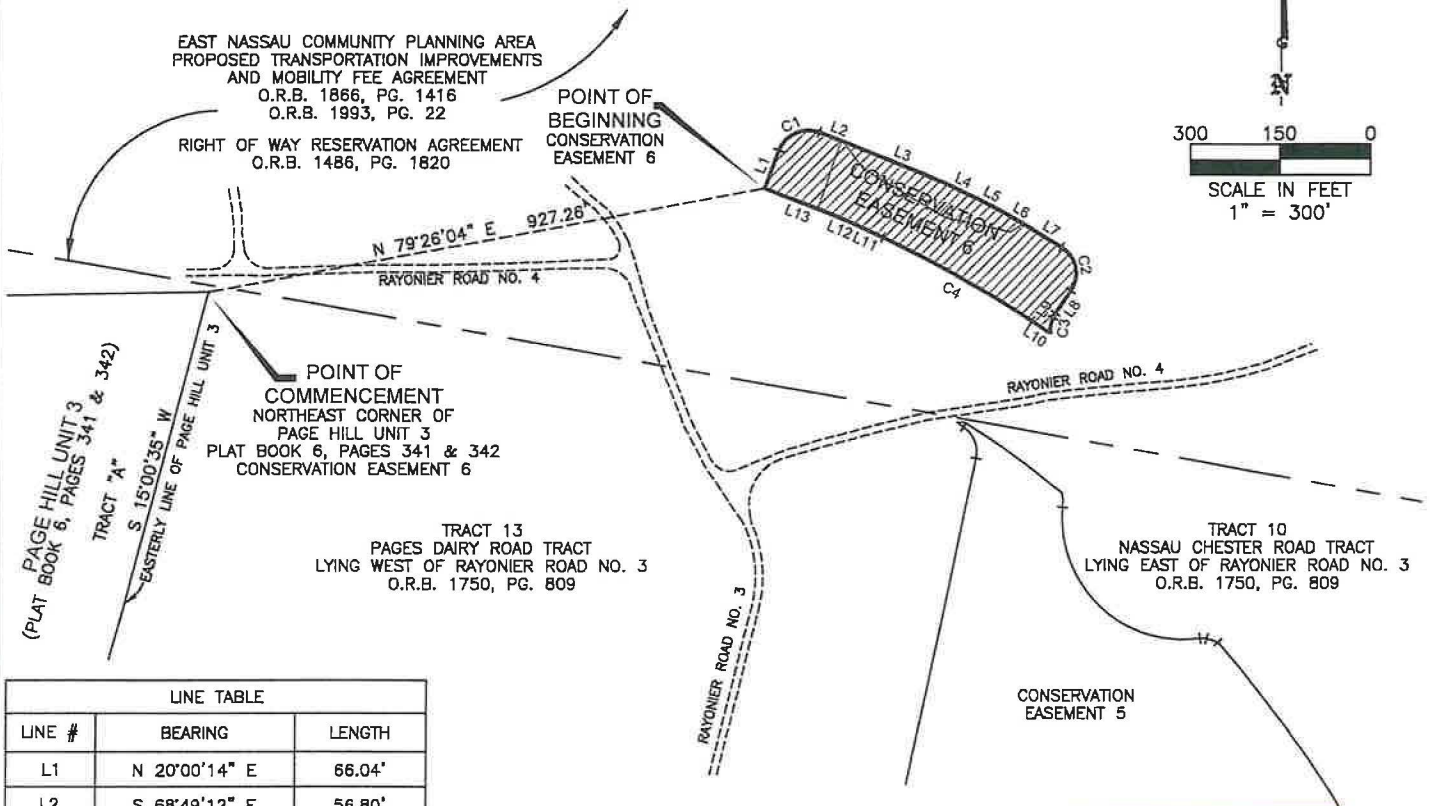 EAST NASSAU COMMUNITY PLANNING AREA
PROPOSED TRANSPORTATION IMPROVEMENTS
AND MOBILITY FEE AGREEMENT
O.R.B. 1866, PG. 1416
O.R.B. 1993, PG. 22
RIGHT OF WAY RESERVATION AGREEMENT
O.R.B. 1486, PG. 1820
POINT OF
BEGINNING
CONSERVATION
EASEMENT 6
C1
L2
L1
L3
L4
L5
L6
L7
C2
L8
C3
L10
C4
L11
L12
L13
CONSERVATION
EASEMENT 6
N
300 150 0
SCALE IN FEET
1" = 300'
N 79°26'04" E 927.26'
RAYONIER ROAD NO. 4
POINT OF
COMMENCEMENT
NORTHEAST CORNER OF
PAGE HILL UNIT 3
PLAT BOOK 6, PAGES 341 & 342
CONSERVATION EASEMENT 6
PAGE HILL UNIT 3
(PLAT BOOK 6, PAGES 341 & 342)
TRACT "A"
S 15°00'35" W
EASTERLY LINE OF PAGE HILL UNIT 3
RAYONIER ROAD NO. 4
TRACT 13
PAGES DAIRY ROAD TRACT
LYING WEST OF RAYONIER ROAD NO. 3
O.R.B. 1750, PG. 809
RAYONIER ROAD NO. 3
TRACT 10
NASSAU CHESTER ROAD TRACT
LYING EAST OF RAYONIER ROAD NO. 3
O.R.B. 1750, PG. 809
CONSERVATION
EASEMENT 5
LINE TABLE
LINE # BEARING LENGTH
L1 N 20°00'14" E 66.04'
L2 S 68°49'12" E 56.80'